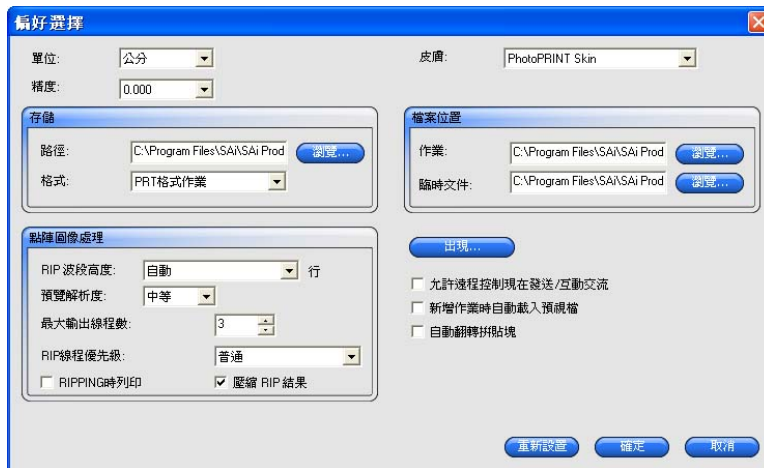 偏好選擇
單位: 公分
皮膚: PhotoPRINT Skin
精度: 0.000
存儲
路徑: C:\Program Files\SAi\SAi Prod 瀏覽...
格式: PRT格式作業
檔案位置
作業: C:\Program Files\SAi\SAi Prod 瀏覽...
臨時文件: C:\Program Files\SAi\SAi Prod 瀏覽...
點陣圖像處理
RIP 波段高度: 自動 行
預覽解析度: 中等
最大輸出線程數: 3
RIP線程優先級: 普通
RIPPING時列印 壓縮 RIP 結果
出現...
允許遠程控制現在發送/互動交流
新增作業時自動載入預視檔
自動翻轉拼貼塊
重新設置 確定 取消